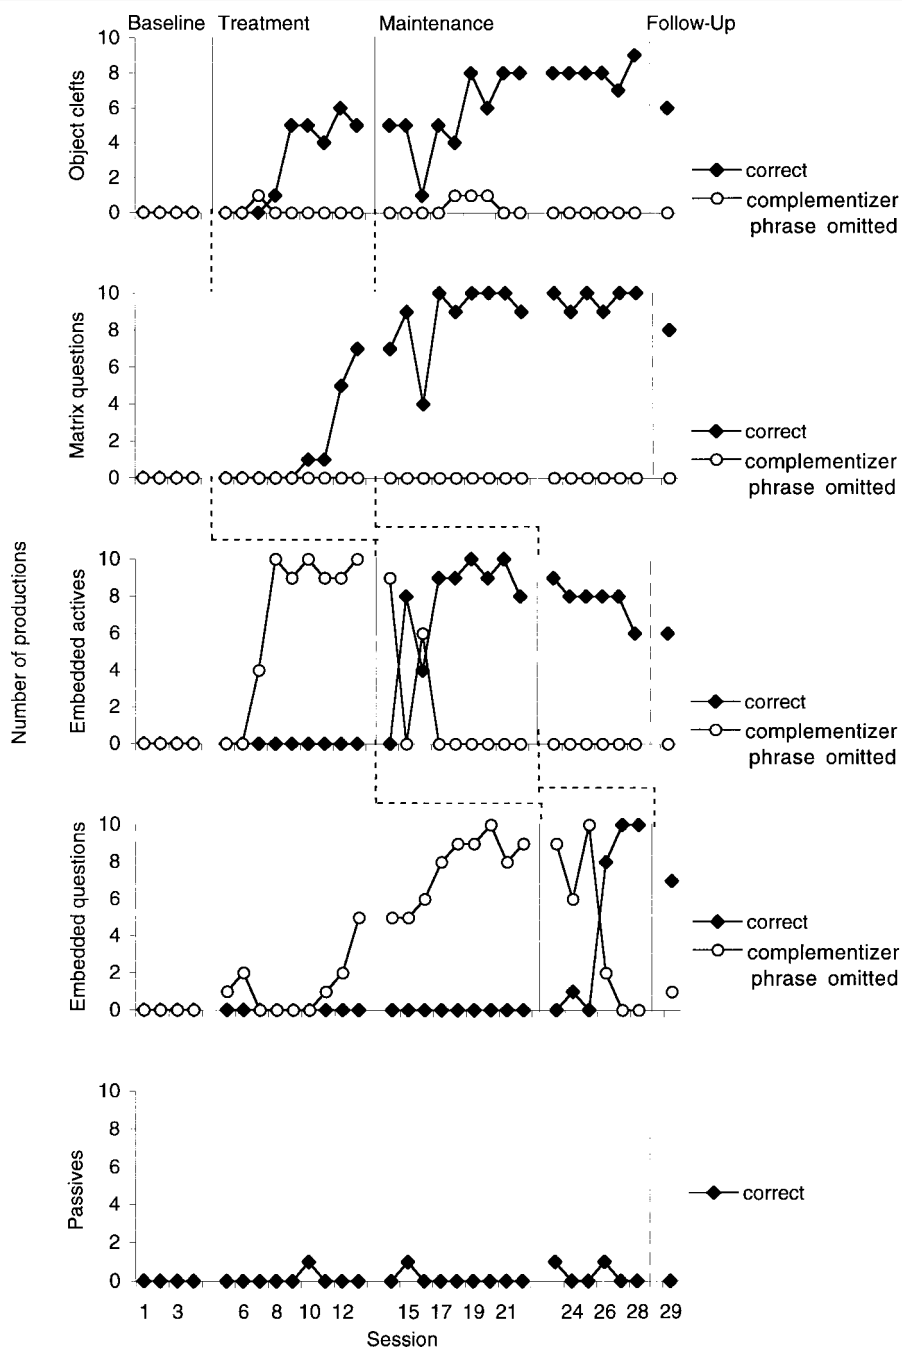 Baseline Treatment Maintenance Follow-Up
Object clefts
10
8
6
4
2
0
correct
complementizer
phrase omitted
Matrix questions
10
8
6
4
2
0
correct
complementizer
phrase omitted
Number of productions
Embedded actives
10
8
6
4
2
0
correct
complementizer
phrase omitted
Embedded questions
10
8
6
4
2
0
correct
complementizer
phrase omitted
Passives
10
8
6
4
2
0
correct
1 3 6 8 10 12 15 17 19 21 24 26 28 29
Session